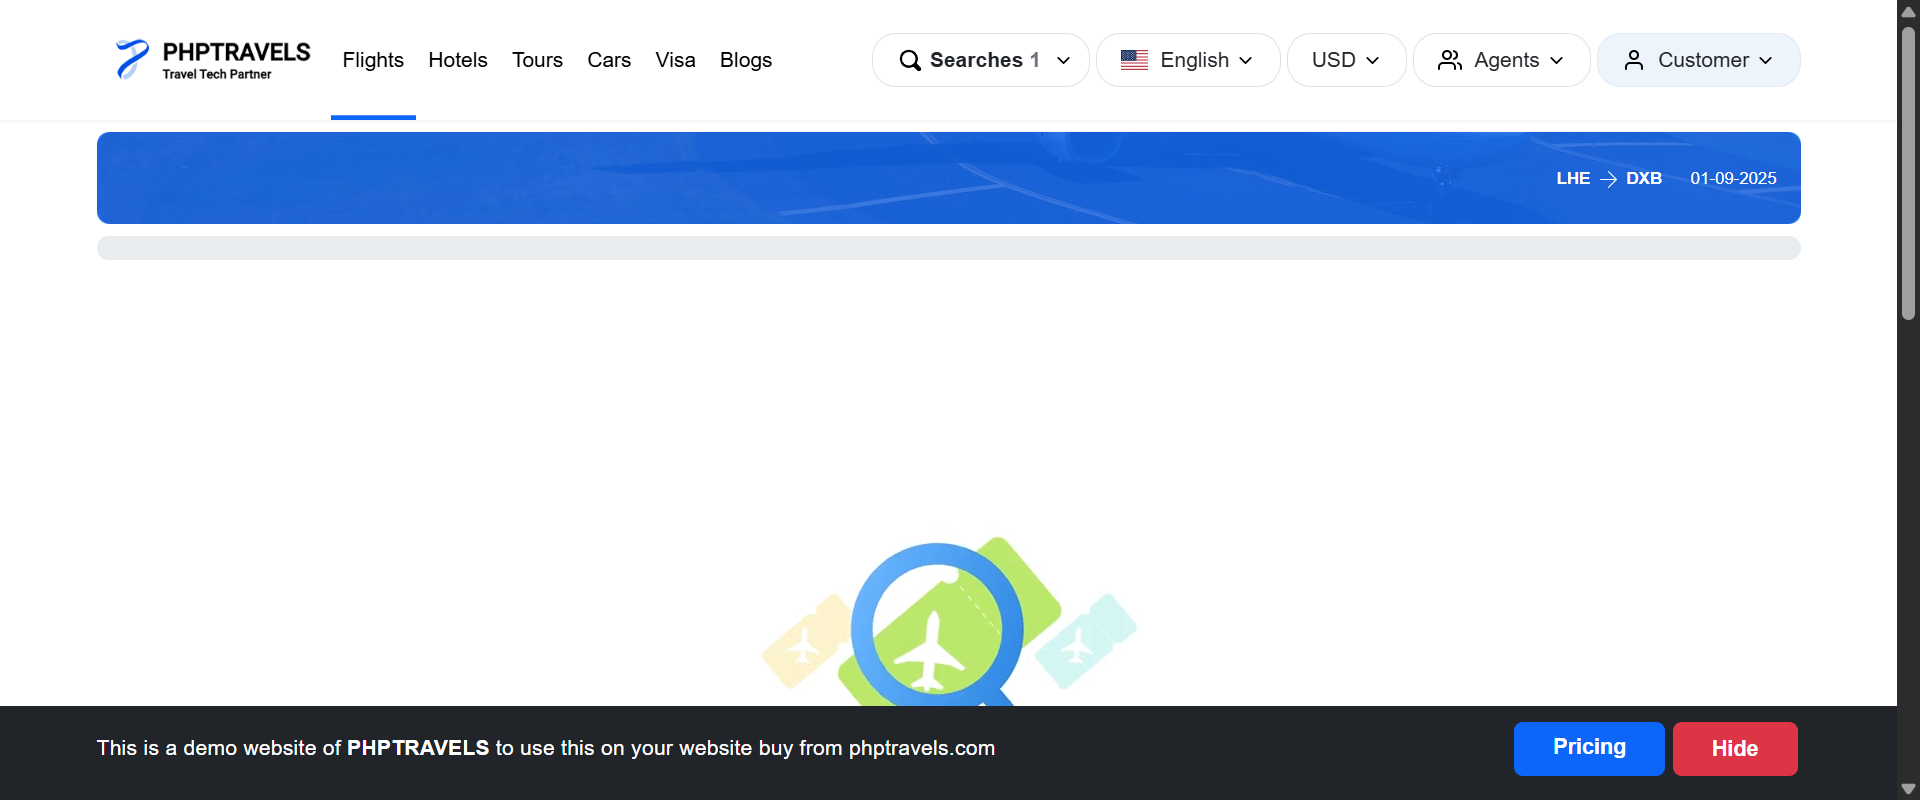 PHPTRAVELS
Travel Tech Partner
Flights Hotels Tours Cars Visa Blogs
Searches 1
English
USD
Agents
Customer
LHE → DXB 01-09-2025
This is a demo website of PHPTRAVELS to use this on your website buy from phptravels.com
Pricing
Hide